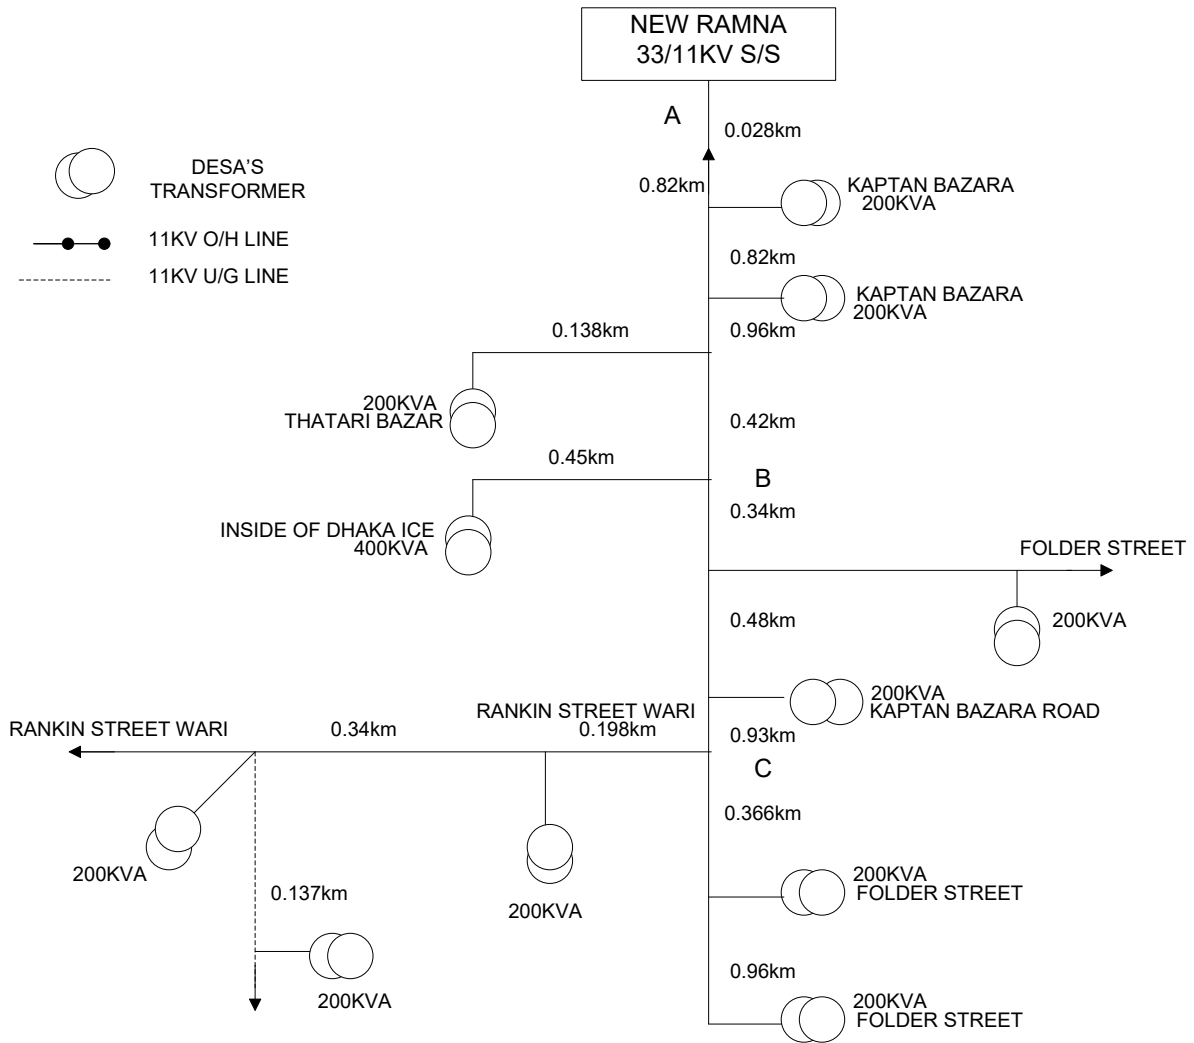 NEW RAMNA
33/11KV S/S
A
0.028km
DESA'S
TRANSFORMER
11KV O/H LINE
11KV U/G LINE
0.82km
KAPTAN BAZARA
200KVA
0.82km
KAPTAN BAZARA
200KVA
0.138km
0.96km
200KVA
THATARI BAZAR
0.42km
0.45km
B
0.34km
INSIDE OF DHAKA ICE
400KVA
FOLDER STREET
0.48km
200KVA
200KVA
KAPTAN BAZARA ROAD
RANKIN STREET WARI
0.34km
RANKIN STREET WARI
0.198km
0.93km
C
0.366km
200KVA
0.137km
200KVA
200KVA
FOLDER STREET
0.96km
200KVA
200KVA
FOLDER STREET